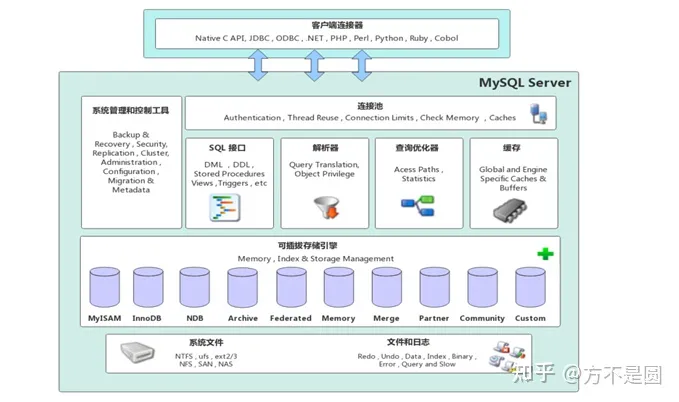 客户端连接器
Native C API, JDBC , ODBC , .NET , PHP , Perl , Python , Ruby , Cobol
MySQL Server
系统管理和控制工具
Backup &
Recovery , Security,
Replication , Cluster,
Administration ,
Configuration ,
Migration &
Metadata
连接池
Authentication , Thread Reuse , Connection Limits , Check Memory , Caches
SQL 接口
DML , DDL ,
Stored Procedures
Views ,Triggers , etc
解析器
Query Translation,
Object Privilege
查询优化器
Acess Paths ,
Statistics
缓存
Global and Engine
Specific Caches &
Buffers
可插拔存储引擎
Memory , Index & Storage Management
MyISAM
InnoDB
NDB
Archive
Federated
Memory
Merge
Partner
Community
Custom
系统文件
NTFS , ufs , ext2/3
NFS , SAN , NAS
文件和日志
Redo , Undo , Data , Index , Binary ,
Error , Query and Slow
知乎 @方不是圆